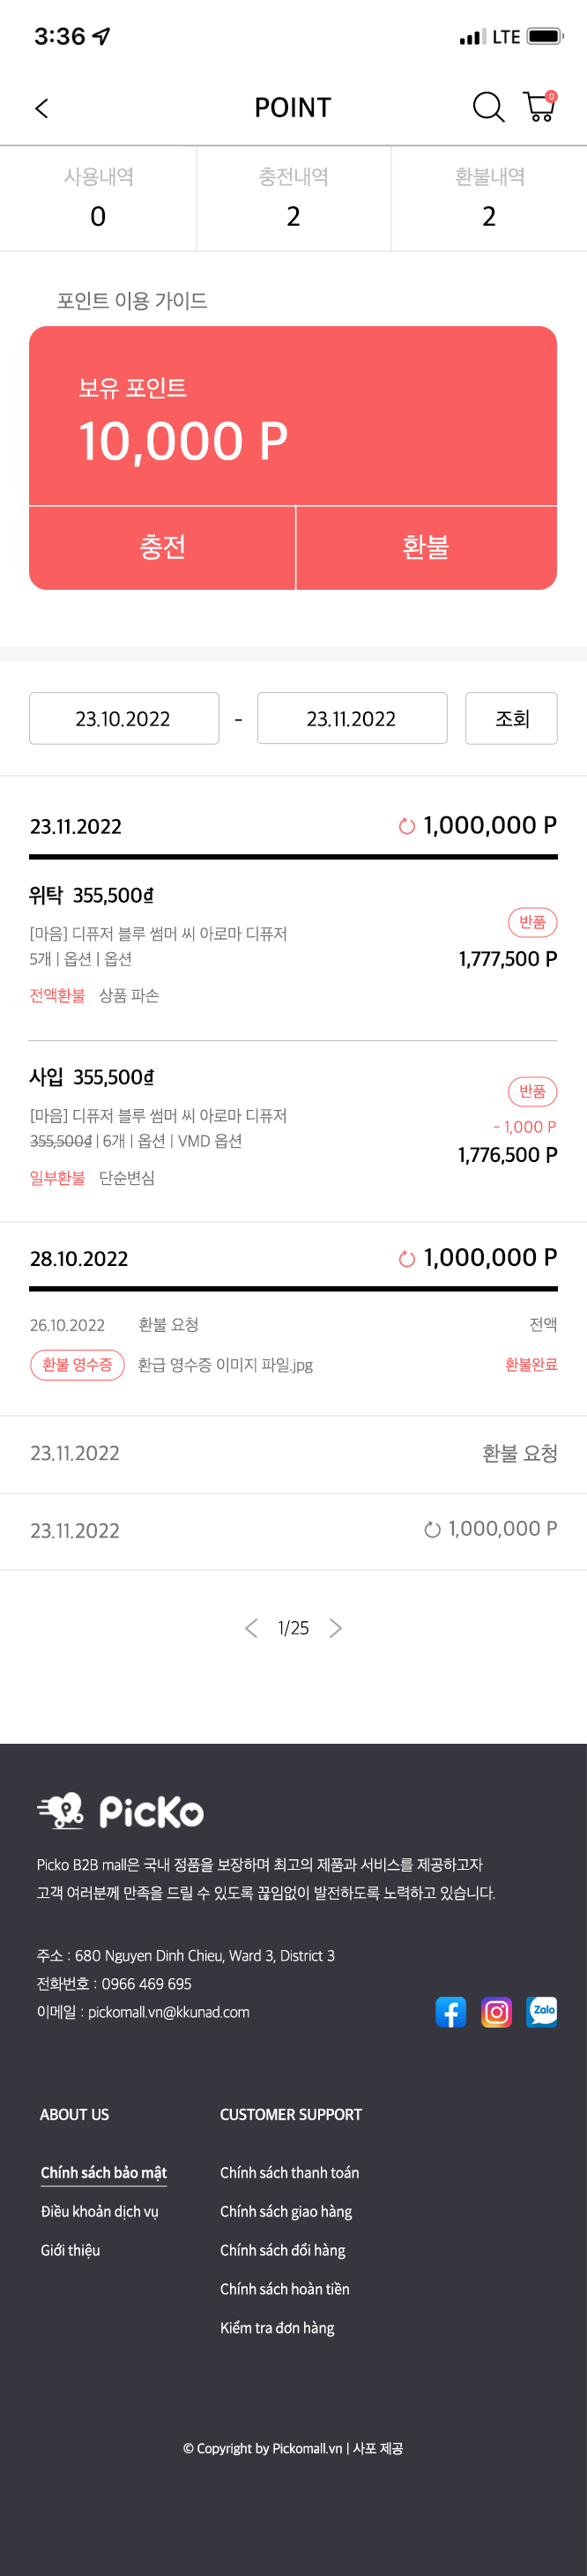 3:36 LTE
POINT 0
사용내역 충전내역 환불내역
0 2 2
포인트 이용 가이드
보유 포인트
10,000 P
충전 환불
23.10.2022 - 23.11.2022 조회
23.11.2022 1,000,000 P
위탁 355,500₫
반품
[마음] 디퓨저 블루 썸머 씨 아로마 디퓨저
5개 | 옵션 | 옵션 1,777,500 P
전액환불 상품 파손
사입 355,500₫
반품
[마음] 디퓨저 블루 썸머 씨 아로마 디퓨저 - 1,000 P
355,500₫ | 6개 | 옵션 | VMD 옵션 1,776,500 P
일부환불 단순변심
28.10.2022 1,000,000 P
26.10.2022 환불 요청 전액
환불 영수증 환급 영수증 이미지 파일.jpg 환불완료
23.11.2022 환불 요청
23.11.2022 1,000,000 P
1/25
PicKo
Picko B2B mall은 국내 정품을 보장하며 최고의 제품과 서비스를 제공하고자
고객 여러분께 만족을 드릴 수 있도록 끊임없이 발전하도록 노력하고 있습니다.
주소 : 680 Nguyen Dinh Chieu, Ward 3, District 3
전화번호 : 0966 469 695
이메일 : pickomall.vn@kkunad.com
Zalo
ABOUT US CUSTOMER SUPPORT
Chính sách bảo mật Chính sách thanh toán
Điều khoản dịch vụ Chính sách giao hàng
Giới thiệu Chính sách đổi hàng
Chính sách hoàn tiền
Kiểm tra đơn hàng
© Copyright by Pickomall.vn | 사포 제공